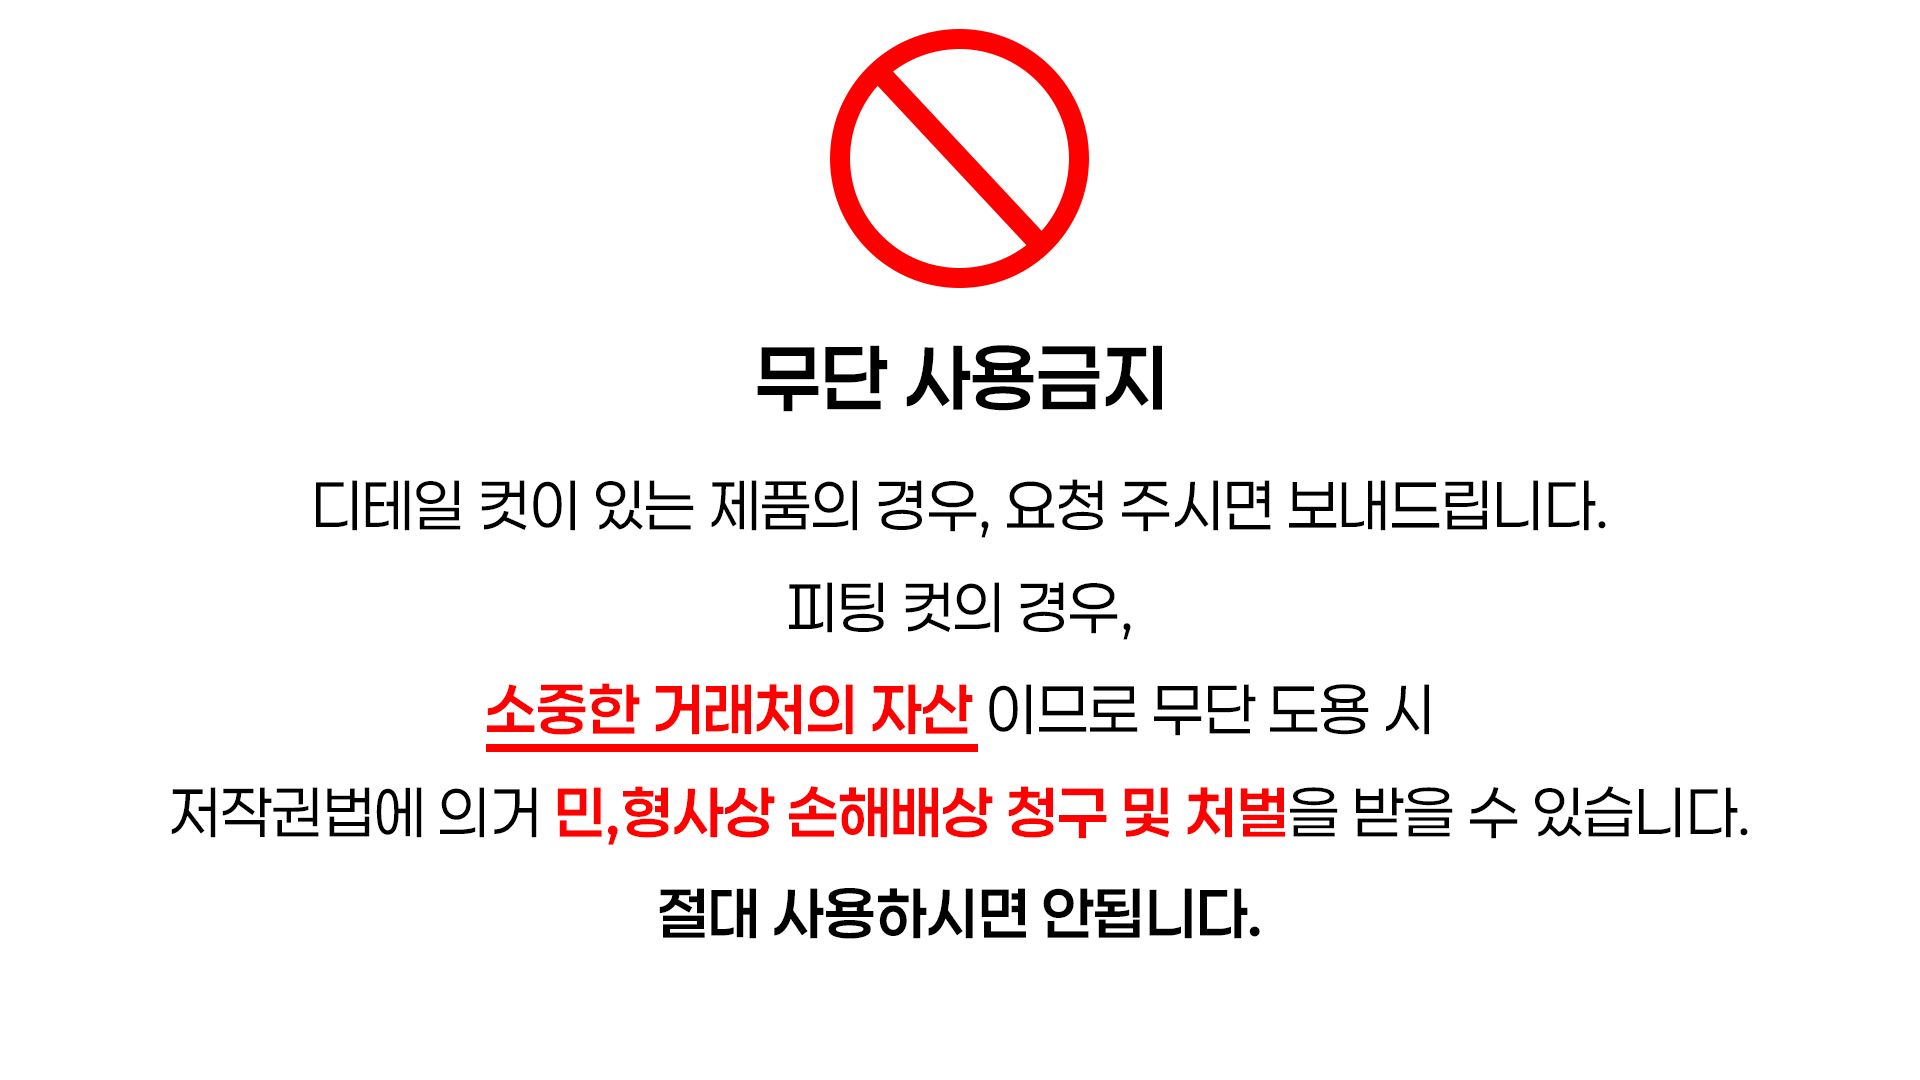 무단 사용금지
디테일 컷이 있는 제품의 경우, 요청 주시면 보내드립니다.
피팅 컷의 경우,
소중한 거래처의 자산 이므로 무단 도용 시
저작권법에 의거 민,형사상 손해배상 청구 및 처벌을 받을 수 있습니다.
절대 사용하시면 안됩니다.